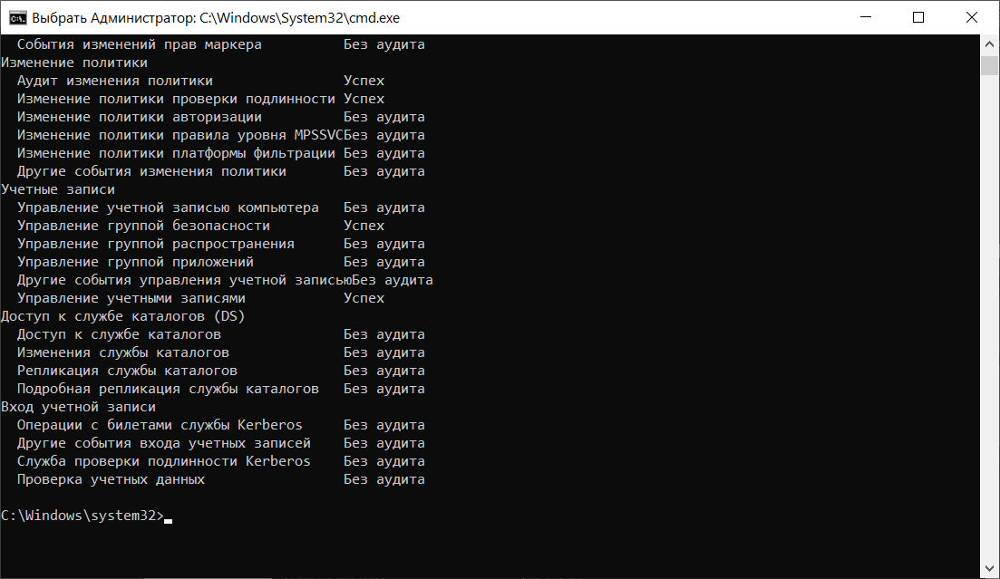 Выбрать Администратор: C:\Windows\System32\cmd.exe
События изменений прав маркера Без аудита
Изменение политики
Аудит изменения политики Успех
Изменение политики проверки подлинности Успех
Изменение политики авторизации Без аудита
Изменение политики правила уровня MPSSVCБез аудита
Изменение политики платформы фильтрации Без аудита
Другие события изменения политики Без аудита
Учетные записи
Управление учетной записью компьютера Без аудита
Управление группой безопасности Успех
Управление группой распространения Без аудита
Управление группой приложений Без аудита
Другие события управления учетной записьюБез аудита
Управление учетными записями Успех
Доступ к службе каталогов (DS)
Доступ к службе каталогов Без аудита
Изменения службы каталогов Без аудита
Репликация службы каталогов Без аудита
Подробная репликация службы каталогов Без аудита
Вход учетной записи
Операции с билетами службы Kerberos Без аудита
Другие события входа учетных записей Без аудита
Служба проверки подлинности Kerberos Без аудита
Проверка учетных данных Без аудита
C:\Windows\system32>